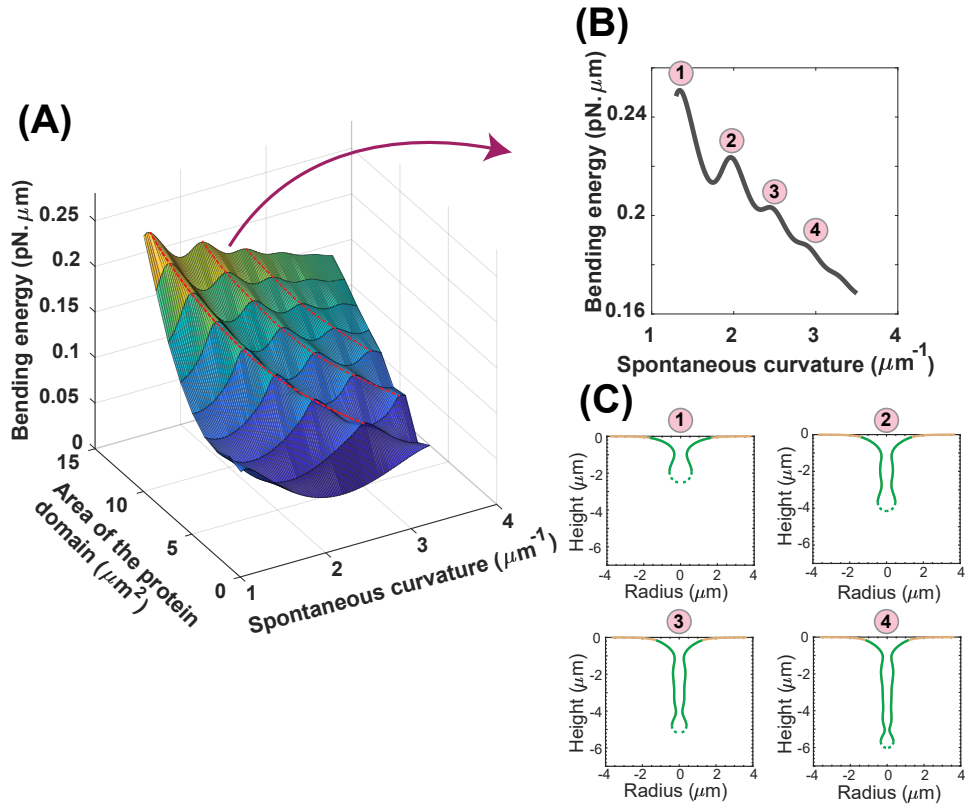 (A)
Bending energy (pN. μm)
0.25
0.2
0.15
0.1
0.05
0
15
10
5
0
Area of the protein
domain (μm²)
1
2
3
4
Spontaneous curvature (μm⁻¹)
(B)
Bending energy (pN. μm)
0.24
0.2
0.16
1
2
3
4
1 2 3 4
Spontaneous curvature (μm⁻¹)
(C)
1
Height (μm)
0
-2
-4
-6
-4 -2 0 2 4
Radius (μm)
2
Height (μm)
0
-2
-4
-6
-4 -2 0 2 4
Radius (μm)
3
Height (μm)
0
-2
-4
-6
-4 -2 0 2 4
Radius (μm)
4
Height (μm)
0
-2
-4
-6
-4 -2 0 2 4
Radius (μm)